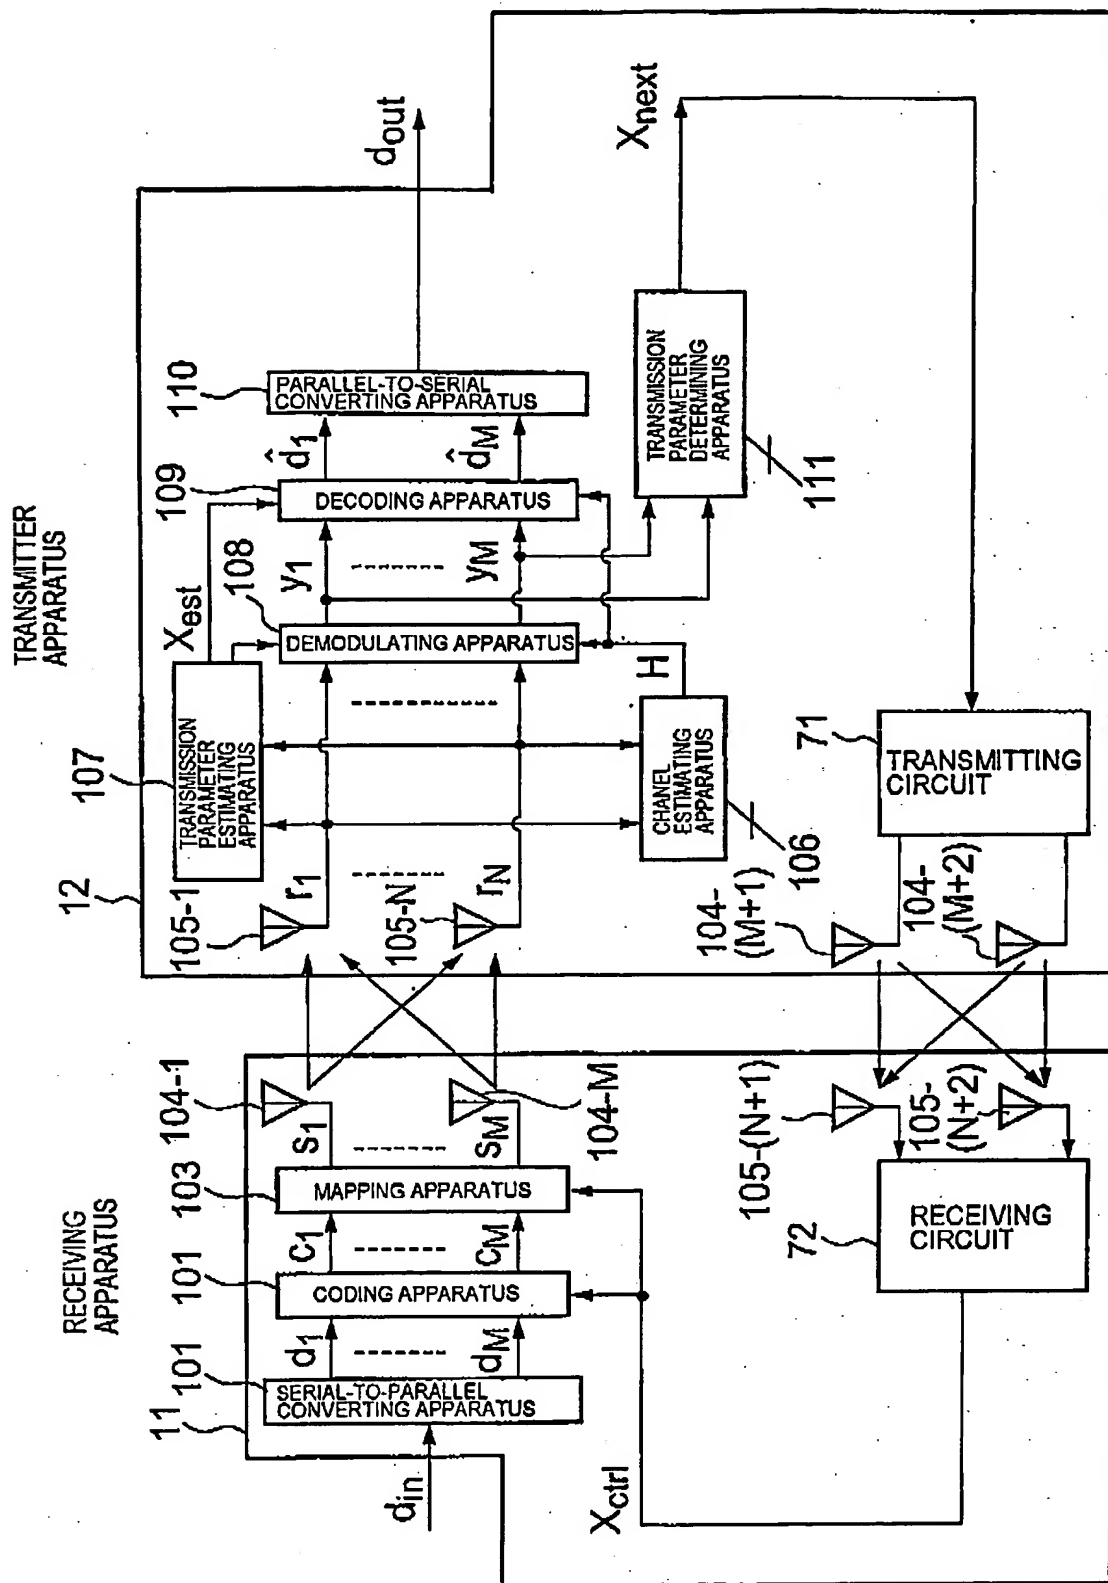 RECEIVING
APPARATUS
TRANSMITTER
APPARATUS
11
12
din
101
SERIAL-TO-PARALLEL
CONVERTING APPARATUS
d1
dM
101
CODING APPARATUS
c1
cM
103
MAPPING APPARATUS
s1
sM
104-1
104-M
105-1
105-N
r1
rN
107
TRANSMISSION
PARAMETER
ESTIMATING
APPARATUS
Xest
CHANEL
ESTIMATING
APPARATUS
106
H
108
DEMODULATING APPARATUS
y1
yM
109
DECODING APPARATUS
d̂1
d̂M
110
PARALLEL-TO-SERIAL
CONVERTING APPARATUS
dout
TRANSMISSION
PARAMETER
DETERMINING
APPARATUS
111
Xnext
71
TRANSMITTING
CIRCUIT
104-
(M+1)
104-
(M+2)
105-(N+1)
105-
(N+2)
72
RECEIVING
CIRCUIT
Xctrl